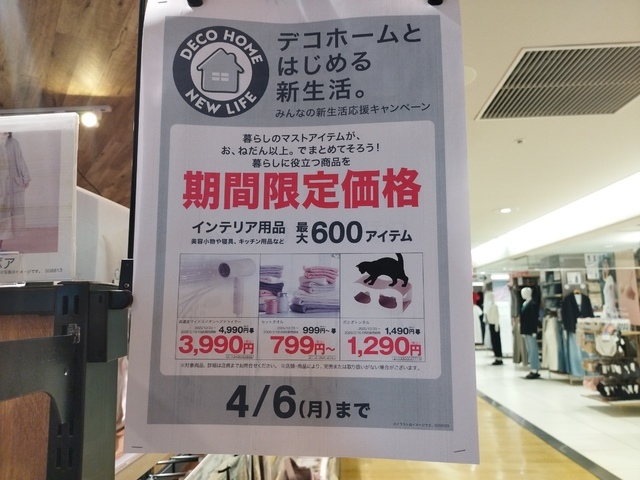 DECO HOME
NEW LIFE
デコホームと
はじめる
新生活。
みんなの新生活応援キャンペーン
暮らしのマストアイテムが、
お、ねだん以上。でまとめてそろう!
暮らしに役立つ商品を
期間限定価格
インテリア用品
美容小物や寝具、キッチン用品など
最大600アイテム
4,990円
3,990円
999円~
799円~
1,490円
1,290円
4/6(月)まで